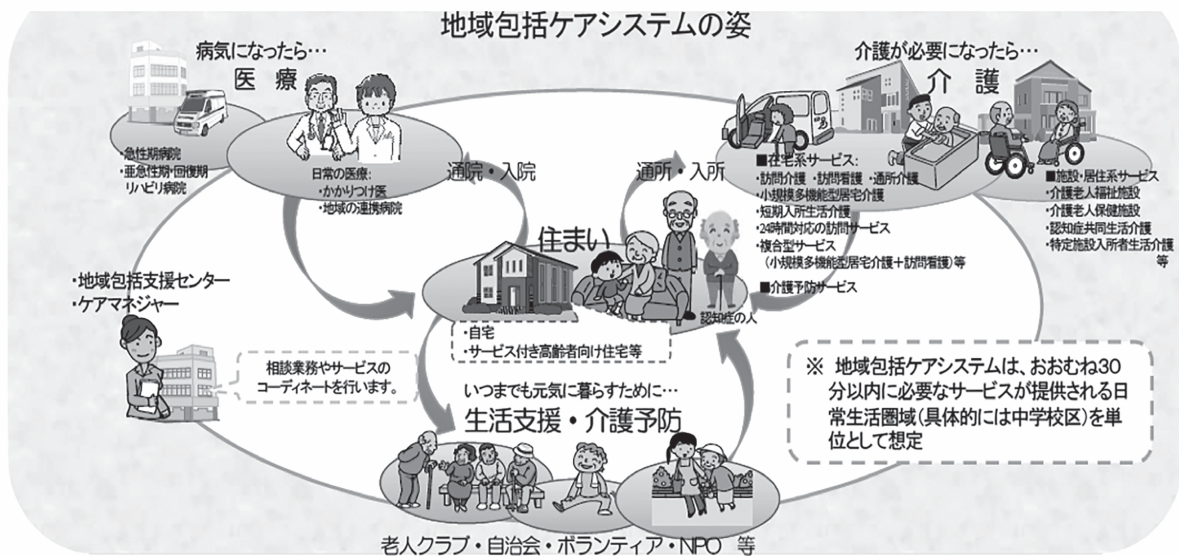 地域包括ケアシステムの姿
病気になったら…
医　療
・急性期病院
・亜急性期・回復期
リハビリ病院
日常の医療:
・かかりつけ医
・地域の連携病院
通院・入院
通所・入所
介護が必要になったら…
介　護
■在宅系サービス:
・訪問介護　・訪問看護　・通所介護
・小規模多機能型居宅介護
・短期入所生活介護
・24時間対応の訪問サービス
・複合型サービス
（小規模多機能型居宅介護＋訪問看護）等
■介護予防サービス
■施設・居住系サービス
・介護老人福祉施設
・介護老人保健施設
・認知症共同生活介護
・特定施設入所者生活介護
等
住まい
認知症の人
・自宅
・サービス付き高齢者向け住宅等
・地域包括支援センター
・ケアマネジャー
相談業務やサービスの
コーディネートを行います。
いつまでも元気に暮らすために…
生活支援・介護予防
老人クラブ・自治会・ボランティア・NPO　等
※　地域包括ケアシステムは、おおむね30
分以内に必要なサービスが提供される日
常生活圏域（具体的には中学校区）を単
位として想定